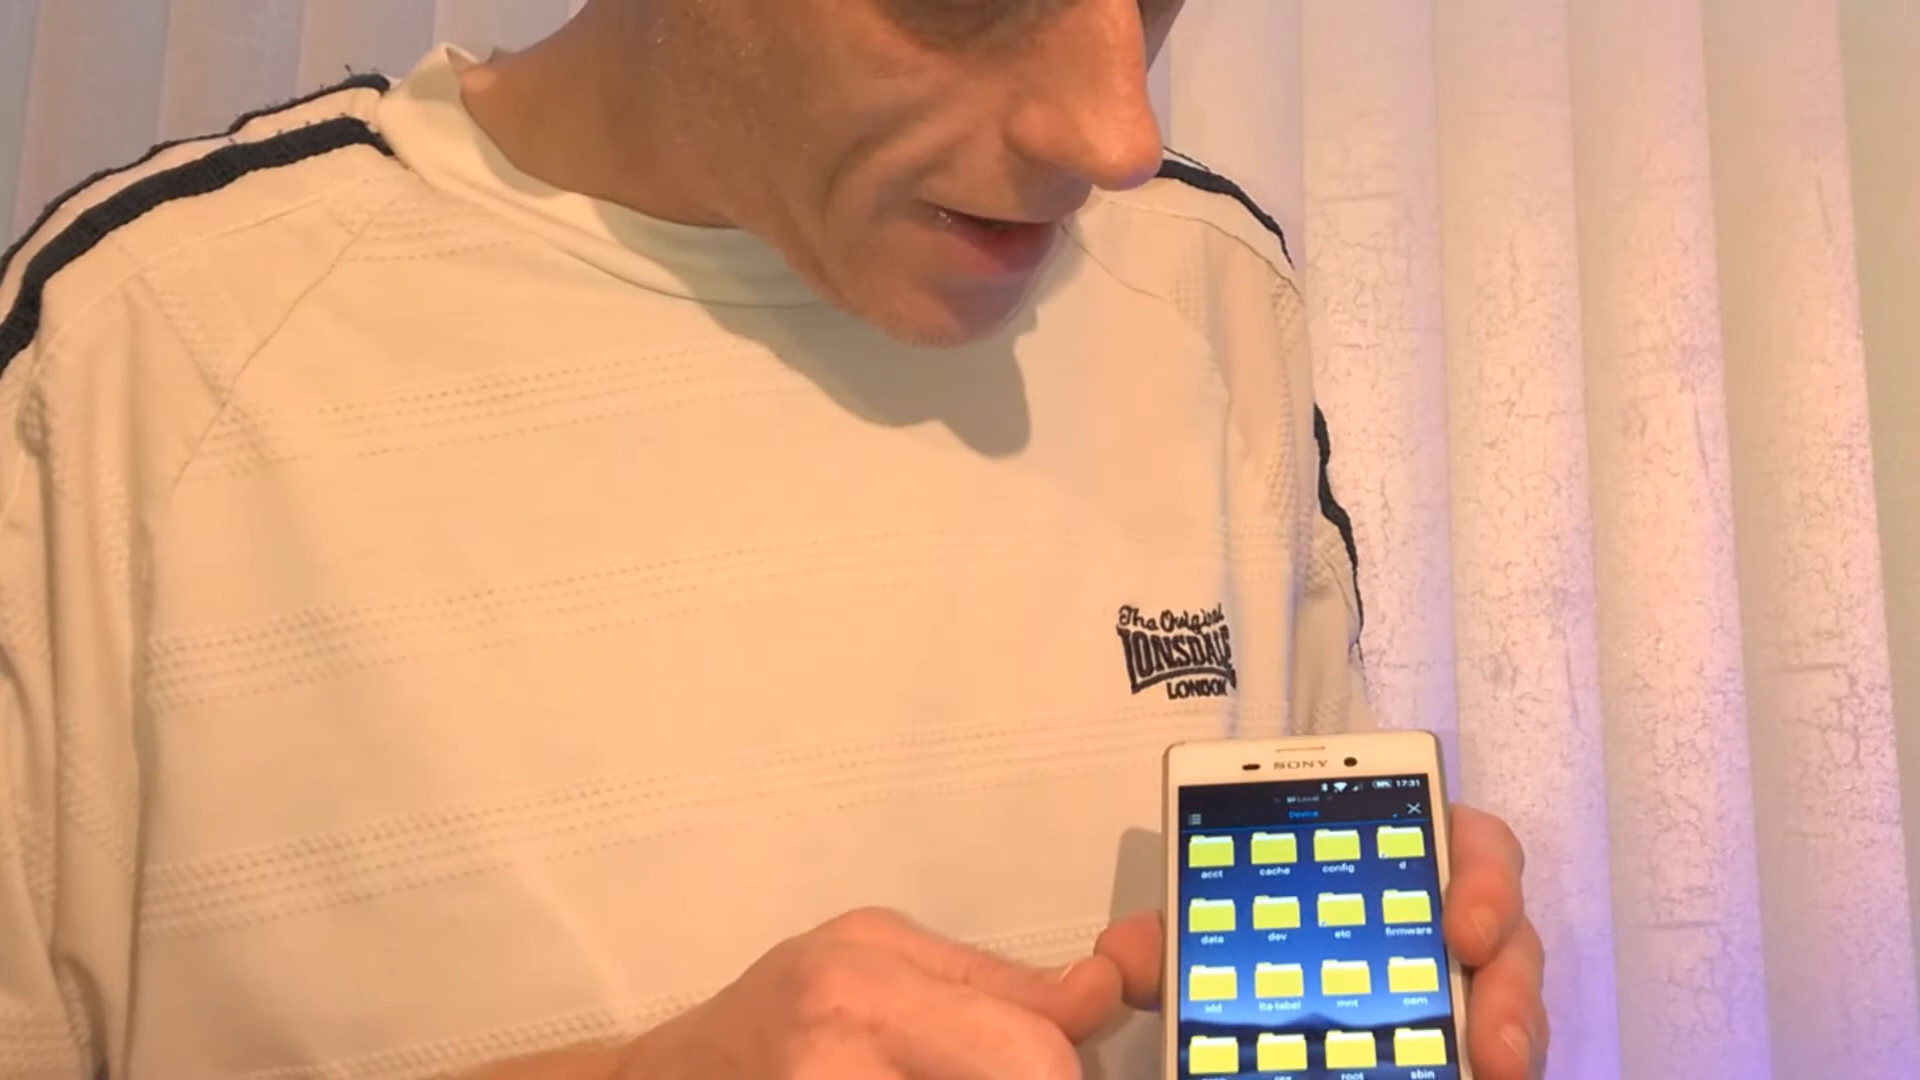 The Original
LONSDALE
LONDON
SONY
17:31
Local
Device
acct cache config d
data dev etc firmware
idd lta-label mnt oem
root sbin